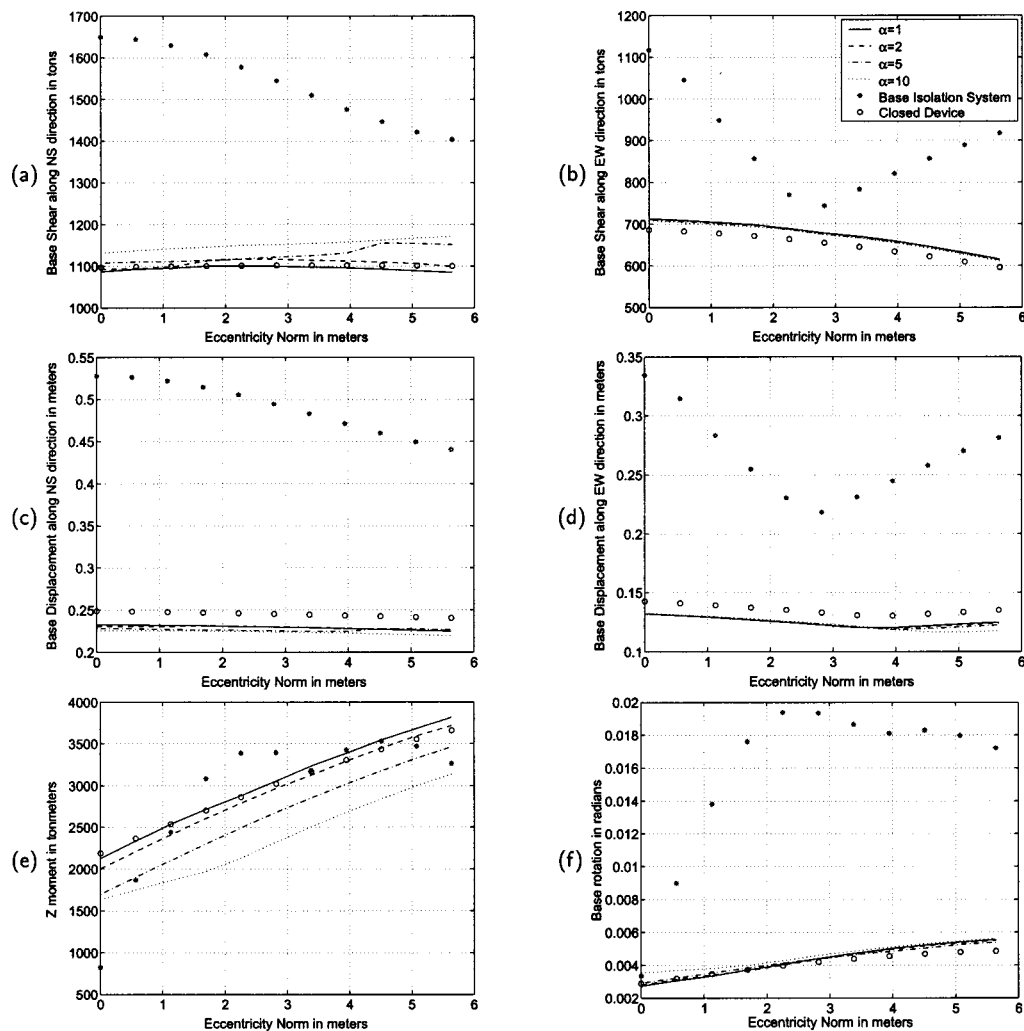 (a)
Base Shear along NS direction in tons
1700
1600
1500
1400
1300
1200
1100
1000
0 1 2 3 4 5 6
Eccentricity Norm in meters
(b)
Base Shear along EW direction in tons
1200
1100
1000
900
800
700
600
500
0 1 2 3 4 5 6
Eccentricity Norm in meters
α=1
α=2
α=5
α=10
Base Isolation System
Closed Device
(c)
Base Displacement along NS direction in meters
0.55
0.5
0.45
0.4
0.35
0.3
0.25
0.2
0 1 2 3 4 5 6
Eccentricity Norm in meters
(d)
Base Displacement along EW direction in meters
0.35
0.3
0.25
0.2
0.15
0.1
0 1 2 3 4 5 6
Eccentricity Norm in meters
(e)
Z moment in tonmeters
4000
3500
3000
2500
2000
1500
1000
500
0 1 2 3 4 5 6
Eccentricity Norm in meters
(f)
Base rotation in radians
0.02
0.018
0.016
0.014
0.012
0.01
0.008
0.006
0.004
0.002
0 1 2 3 4 5 6
Eccentricity Norm in meters